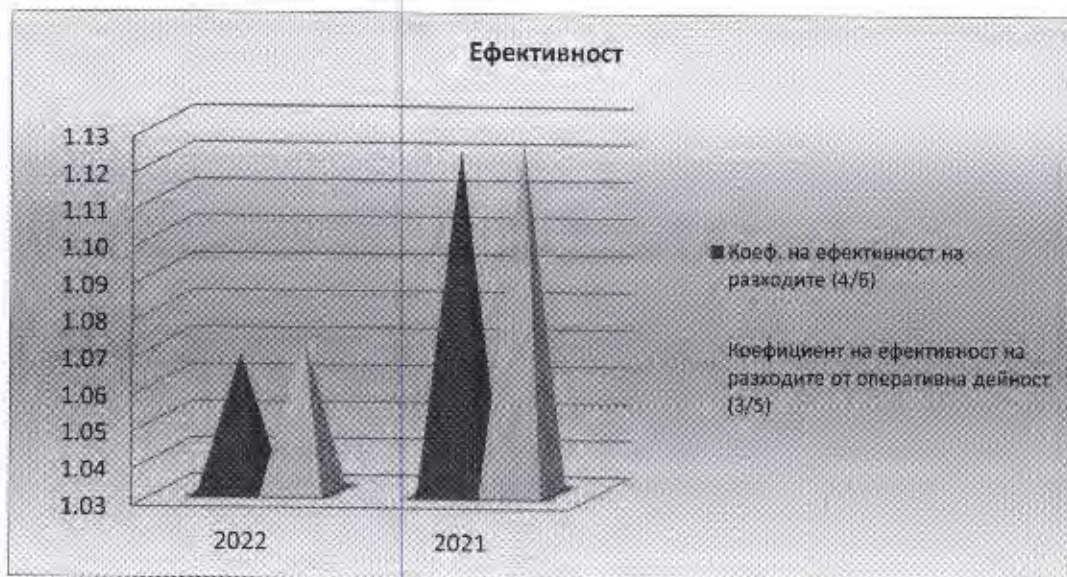 Ефективност
1.13
1.12
1.11
1.10
1.09
1.08
1.07
1.06
1.05
1.04
1.03
2022
2021
Коеф. на ефективност на
разходите (4/6)
Коефициент на ефективност на
разходите от оперативна дейност
(3/5)